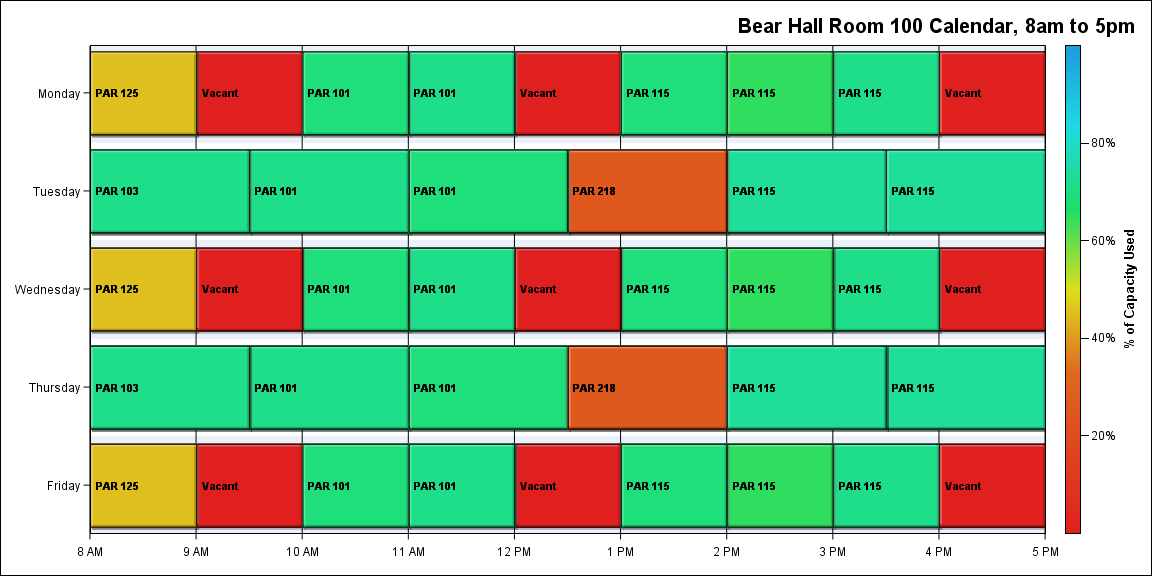 Bear Hall Room 100 Calendar, 8am to 5pm
Monday
PAR 125
Vacant
PAR 101
PAR 101
Vacant
PAR 115
PAR 115
PAR 115
Vacant
Tuesday
PAR 103
PAR 101
PAR 101
PAR 218
PAR 115
PAR 115
Wednesday
PAR 125
Vacant
PAR 101
PAR 101
Vacant
PAR 115
PAR 115
PAR 115
Vacant
Thursday
PAR 103
PAR 101
PAR 101
PAR 218
PAR 115
PAR 115
Friday
PAR 125
Vacant
PAR 101
PAR 101
Vacant
PAR 115
PAR 115
PAR 115
Vacant
8 AM
9 AM
10 AM
11 AM
12 PM
1 PM
2 PM
3 PM
4 PM
5 PM
80%
60%
40%
20%
% of Capacity Used